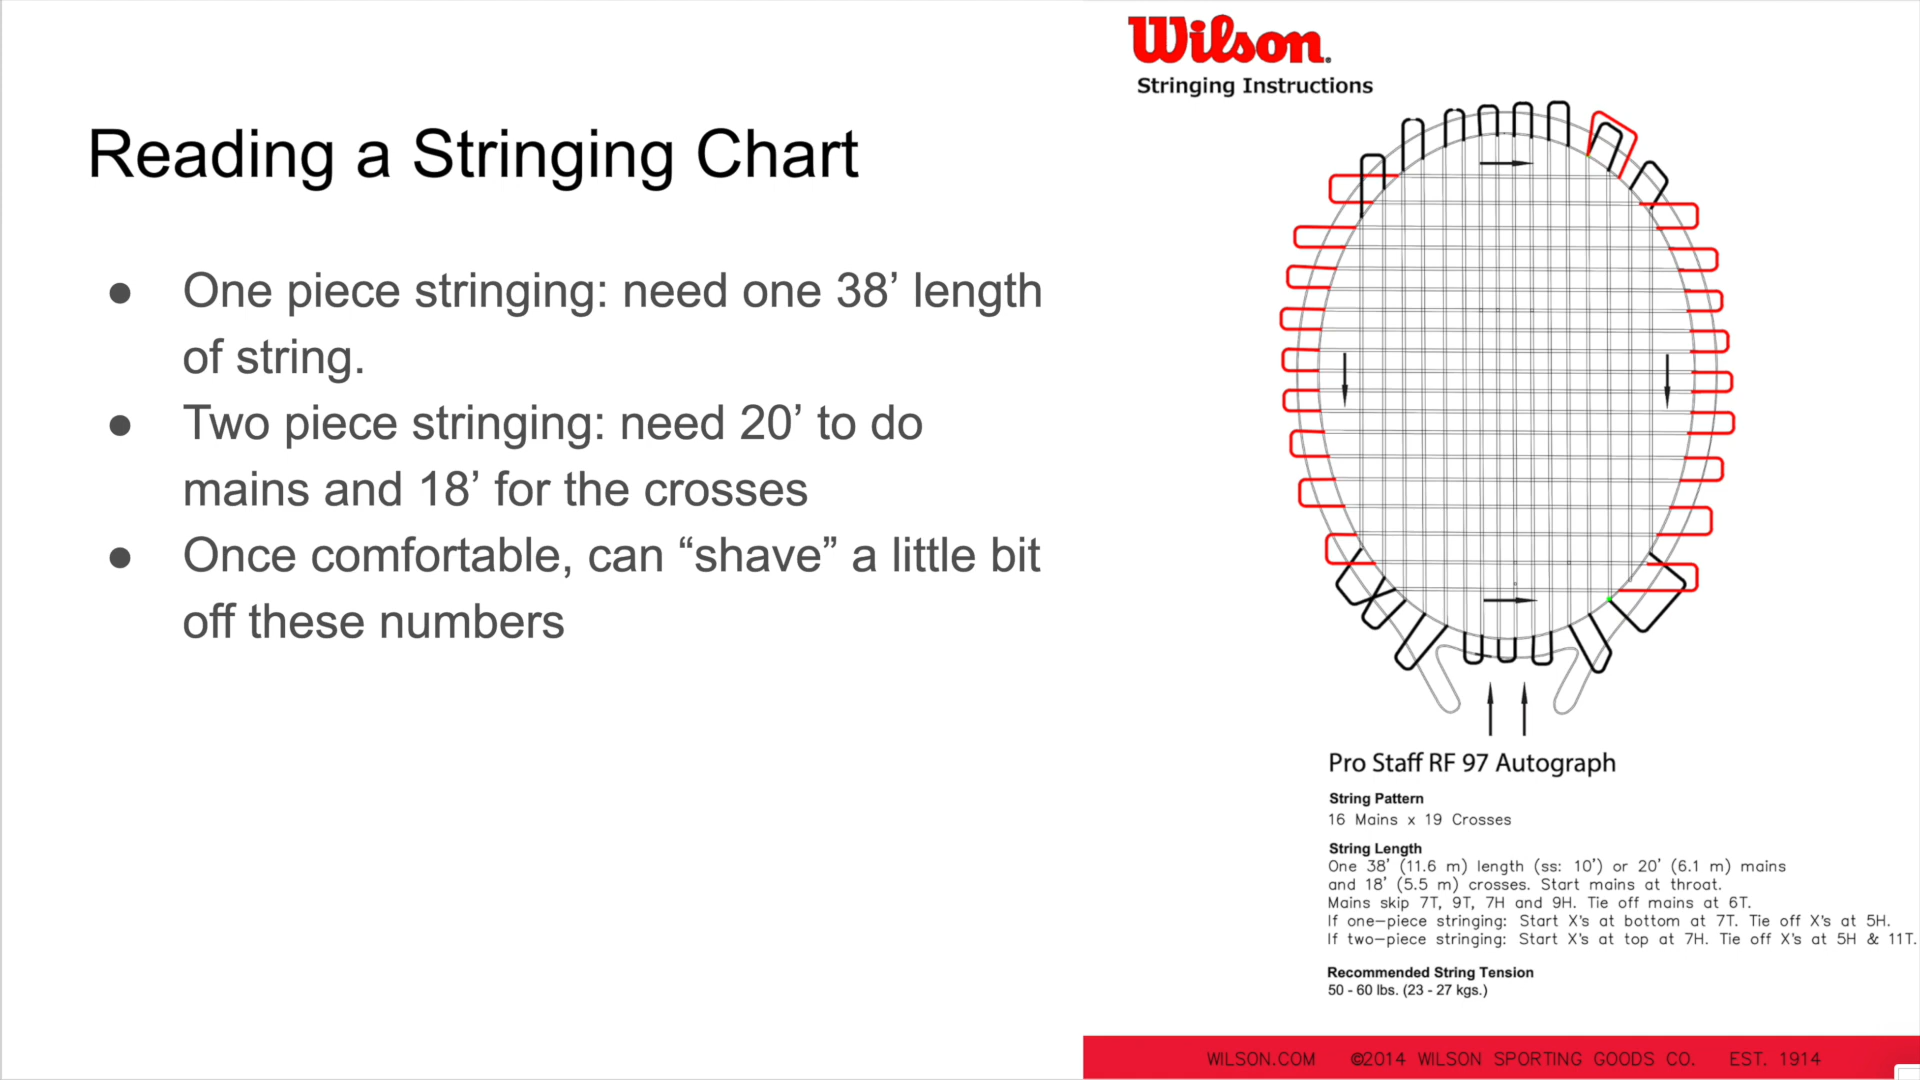 Reading a Stringing Chart
● One piece stringing: need one 38’ length
of string.
● Two piece stringing: need 20’ to do
mains and 18’ for the crosses
● Once comfortable, can “shave” a little bit
off these numbers
Wilson.
Stringing Instructions
Pro Staff RF 97 Autograph
String Pattern
16 Mains x 19 Crosses
String Length
One 38' (11.6 m) length (ss: 10') or 20' (6.1 m) mains
and 18' (5.5 m) crosses. Start mains at throat.
Mains skip 7T, 9T, 7H and 9H. Tie off mains at 6T.
If one-piece stringing: Start X's at bottom at 7T. Tie off X's at 5H.
If two-piece stringing: Start X's at top at 7H. Tie off X's at 5H & 11T.
Recommended String Tension
50 - 60 lbs. (23 - 27 kgs.)
WILSON.COM ©2014 WILSON SPORTING GOODS CO. EST. 1914